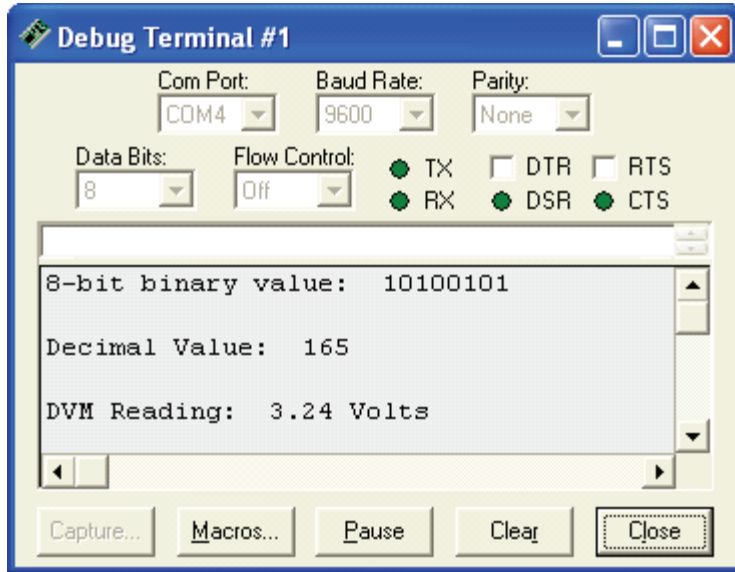 Debug Terminal #1
Com Port: Baud Rate: Parity:
COM4 9600 None
Data Bits: Flow Control: TX DTR RTS
8 Off RX DSR CTS
8-bit binary value:  10100101
Decimal Value:  165
DVM Reading:  3.24 Volts
Capture... Macros... Pause Clear Close